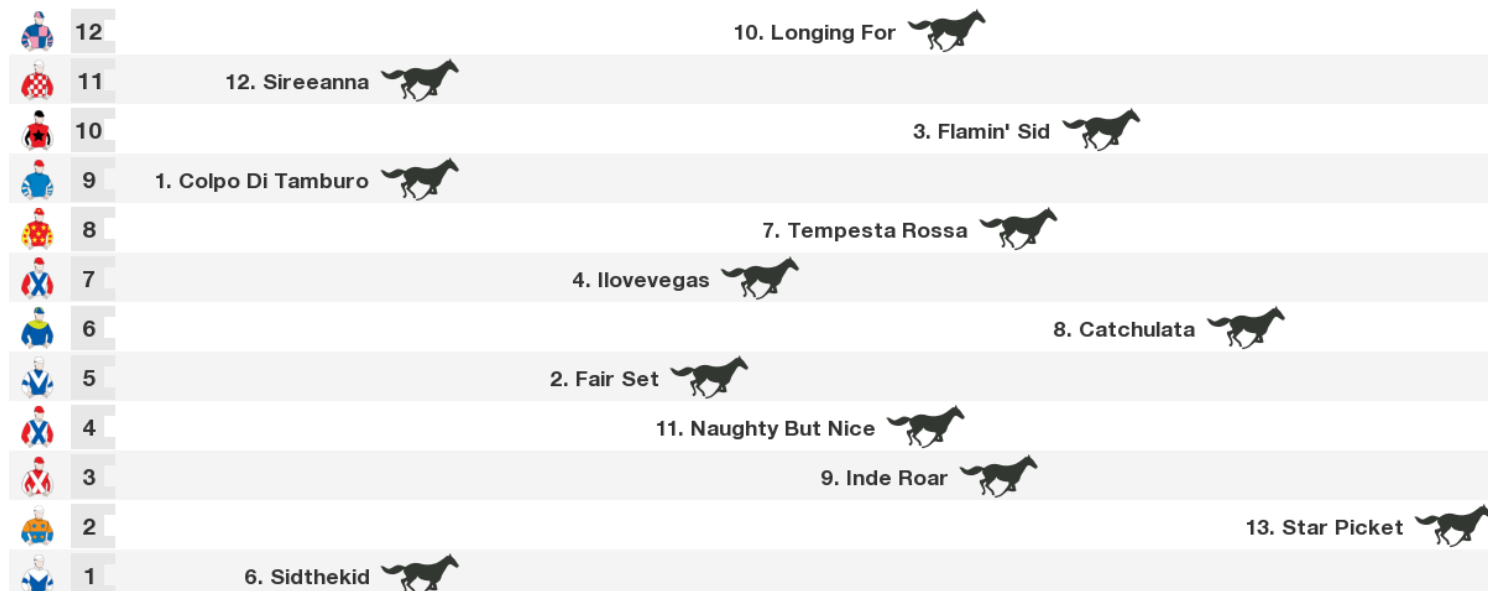 12 10. Longing For
11 12. Sireeanna
10 3. Flamin' Sid
9 1. Colpo Di Tamburo
8 7. Tempesta Rossa
7 4. Ilovevegas
6 8. Catchulata
5 2. Fair Set
4 11. Naughty But Nice
3 9. Inde Roar
2 13. Star Picket
1 6. Sidthekid